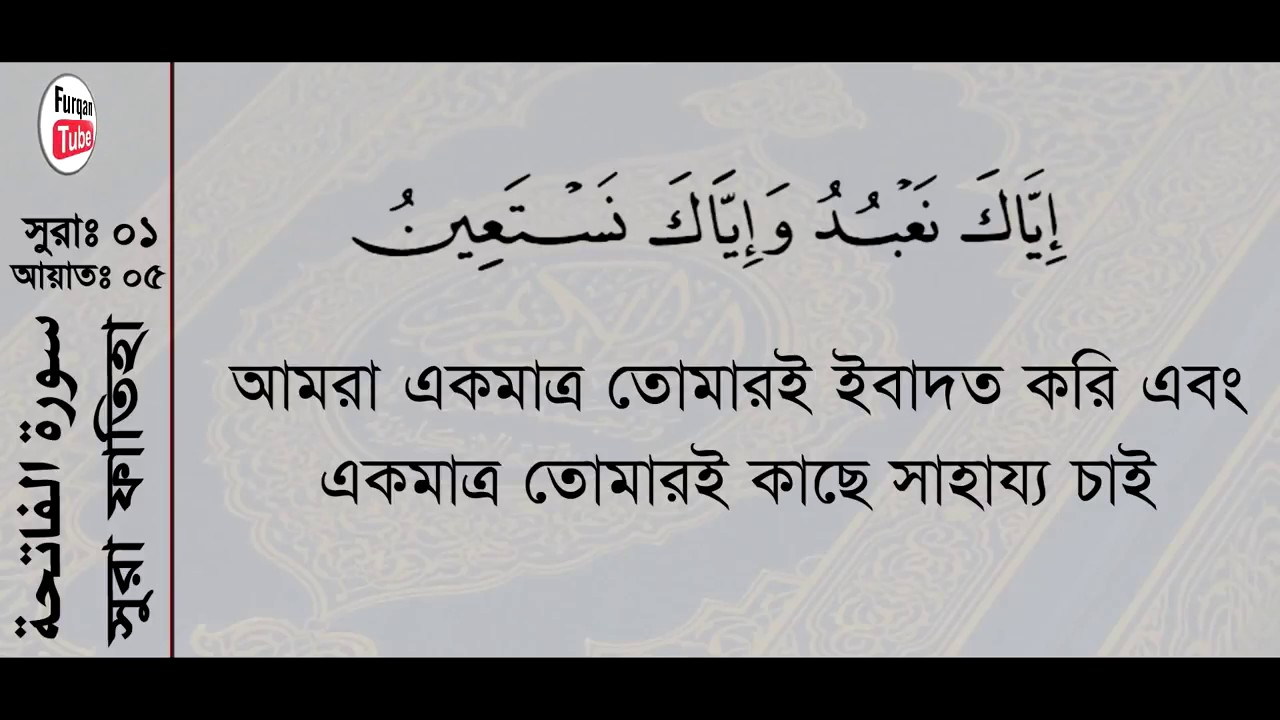 Furqan
Tube
সুরাঃ ০১
আয়াতঃ ০৫
سورة الفاتحة
সুরা ফাতিহা
إِيَّاكَ نَعْبُدُ وَإِيَّاكَ نَسْتَعِينُ
আমরা একমাত্র তোমারই ইবাদত করি এবং
একমাত্র তোমারই কাছে সাহায্য চাই